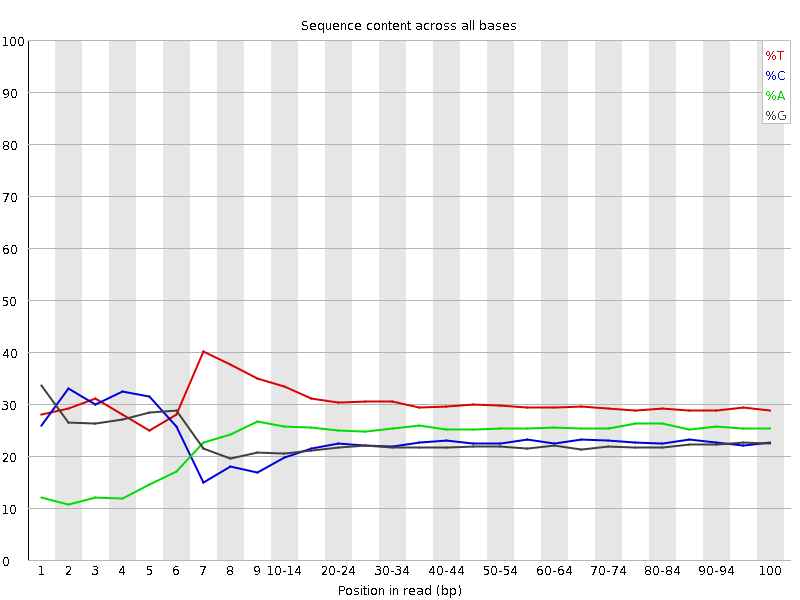 Sequence content across all bases
100
90
80
70
60
50
40
30
20
10
0
%T
%C
%A
%G
1 2 3 4 5 6 7 8 9 10-14 20-24 30-34 40-44 50-54 60-64 70-74 80-84 90-94 100
Position in read (bp)